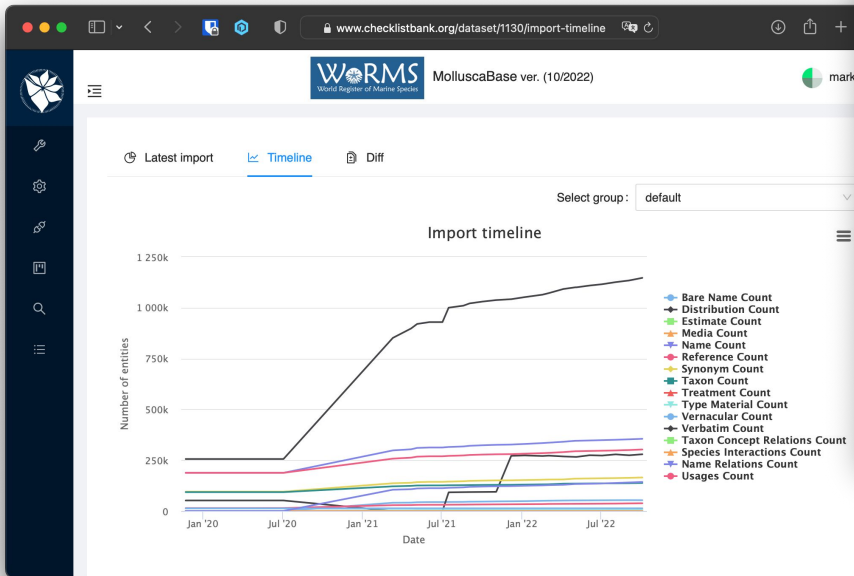 www.checklistbank.org/dataset/1130/import-timeline
WoRMS
World Register of Marine Species
MolluscaBase ver. (10/2022)
mark
Latest import
Timeline
Diff
Select group:
default
Import timeline
1 250k
1 000k
750k
500k
250k
0
Number of entities
Jan '20
Jul '20
Jan '21
Jul '21
Jan '22
Jul '22
Date
Bare Name Count
Distribution Count
Estimate Count
Media Count
Name Count
Reference Count
Synonym Count
Taxon Count
Treatment Count
Type Material Count
Vernacular Count
Verbatim Count
Taxon Concept Relations Count
Species Interactions Count
Name Relations Count
Usages Count